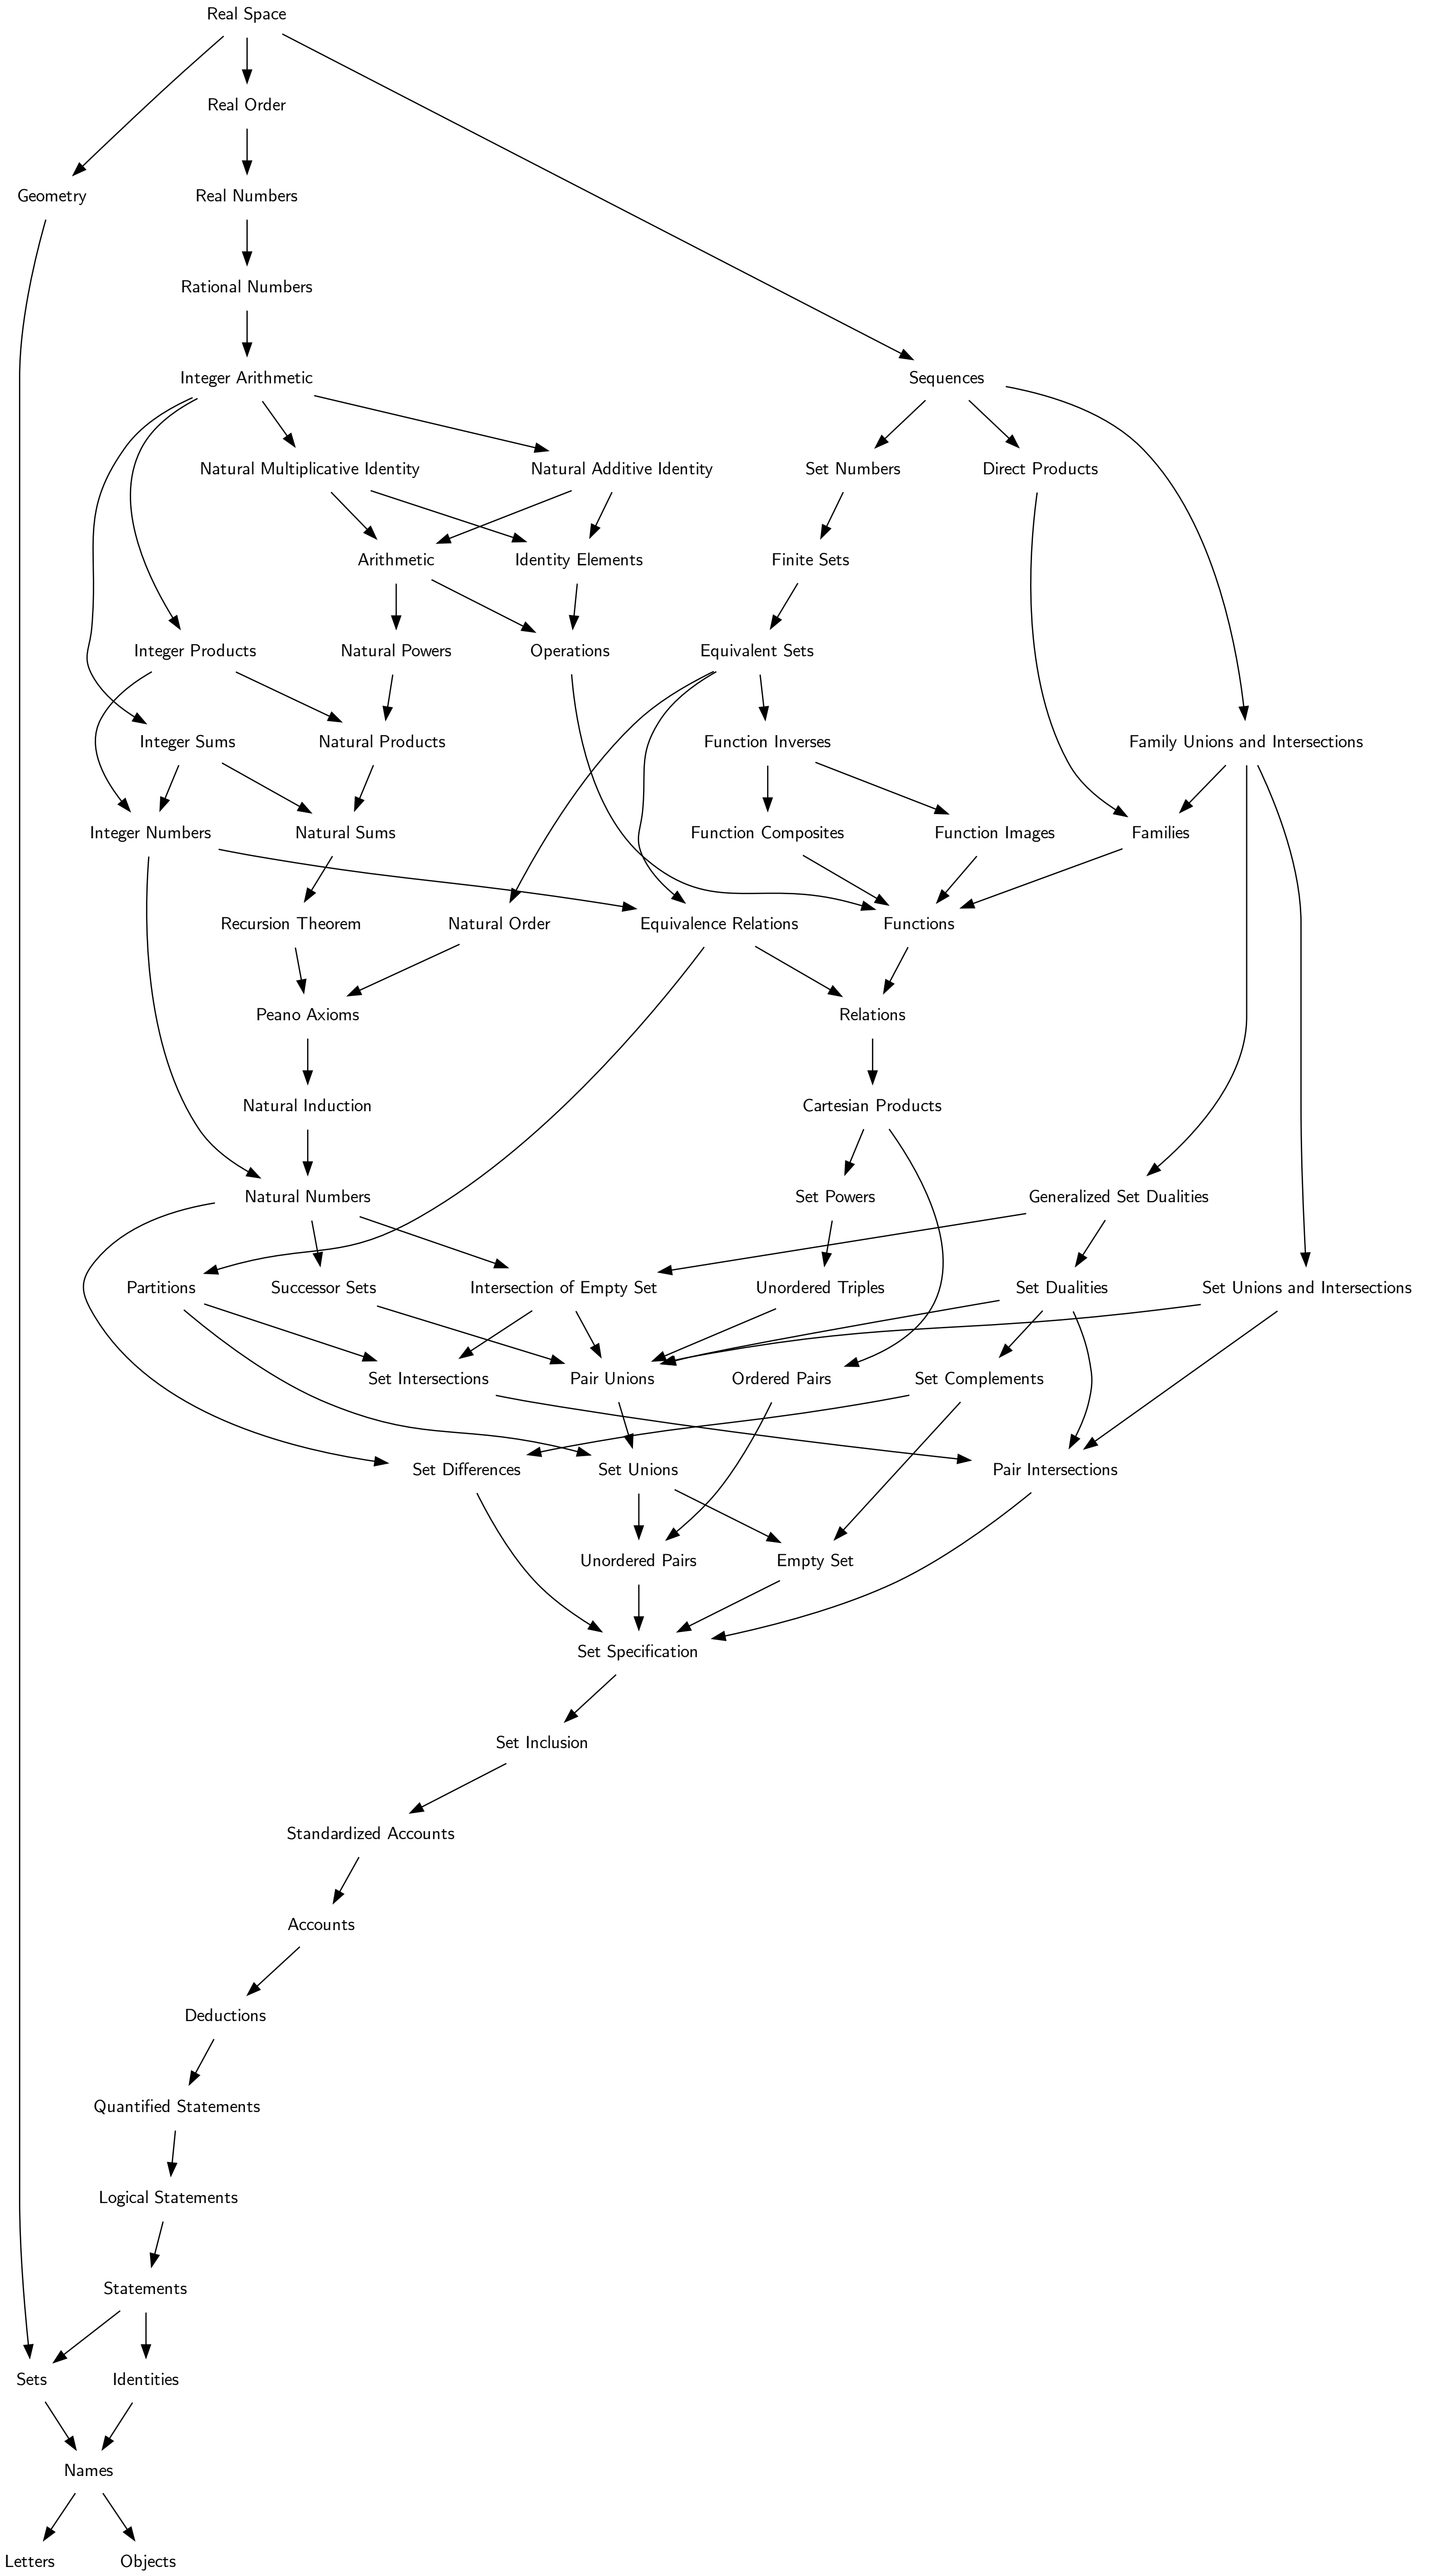 Real Space
Real Order
Geometry
Real Numbers
Rational Numbers
Integer Arithmetic
Sequences
Natural Multiplicative Identity
Natural Additive Identity
Set Numbers
Direct Products
Arithmetic
Identity Elements
Finite Sets
Integer Products
Natural Powers
Operations
Equivalent Sets
Integer Sums
Natural Products
Function Inverses
Family Unions and Intersections
Integer Numbers
Natural Sums
Function Composites
Function Images
Families
Recursion Theorem
Natural Order
Equivalence Relations
Functions
Peano Axioms
Relations
Natural Induction
Cartesian Products
Natural Numbers
Set Powers
Generalized Set Dualities
Partitions
Successor Sets
Intersection of Empty Set
Unordered Triples
Set Dualities
Set Unions and Intersections
Set Intersections
Pair Unions
Ordered Pairs
Set Complements
Set Differences
Set Unions
Pair Intersections
Unordered Pairs
Empty Set
Set Specification
Set Inclusion
Standardized Accounts
Accounts
Deductions
Quantified Statements
Logical Statements
Statements
Sets
Identities
Names
Letters
Objects